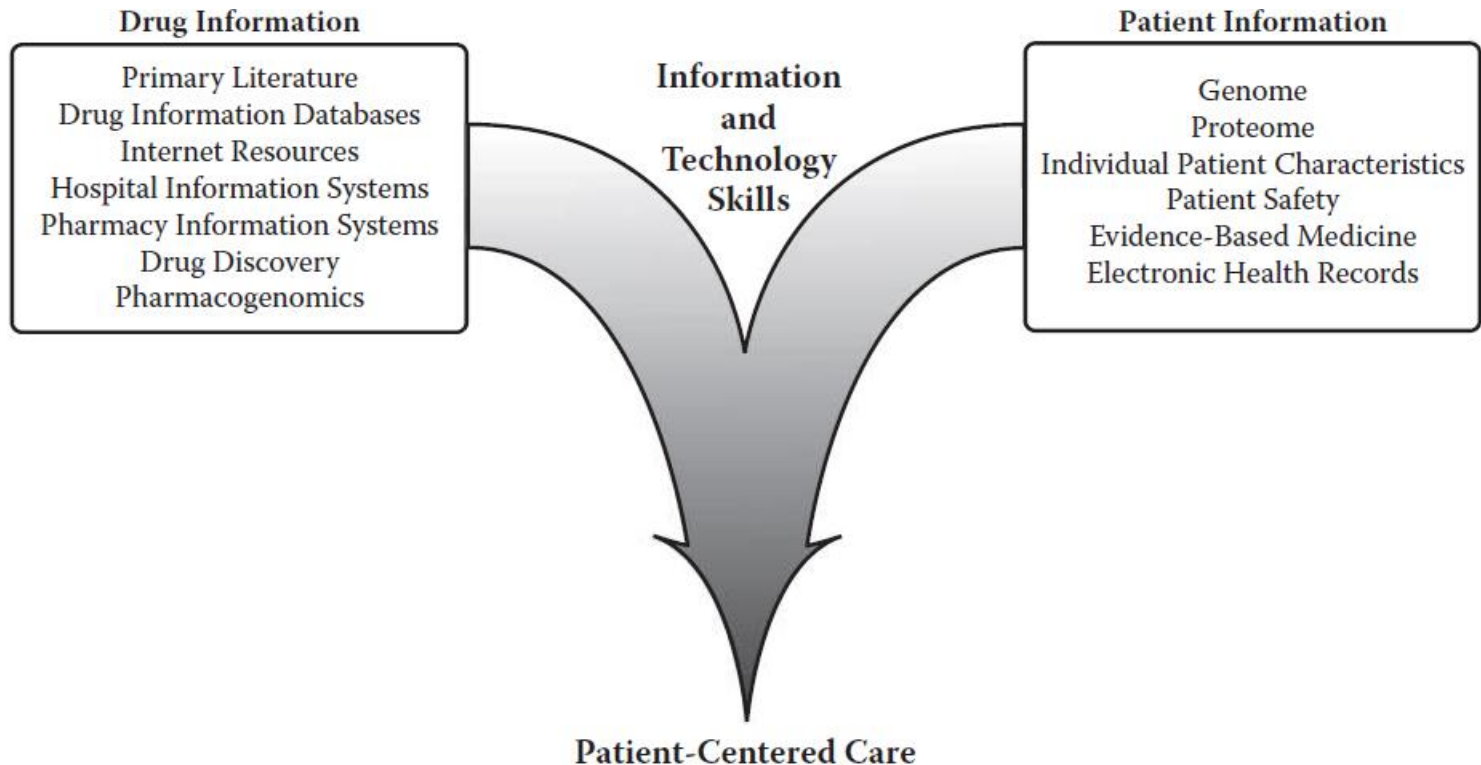 Drug Information
Primary Literature
Drug Information Databases
Internet Resources
Hospital Information Systems
Pharmacy Information Systems
Drug Discovery
Pharmacogenomics
Information
and
Technology
Skills
Patient Information
Genome
Proteome
Individual Patient Characteristics
Patient Safety
Evidence-Based Medicine
Electronic Health Records
Patient-Centered Care